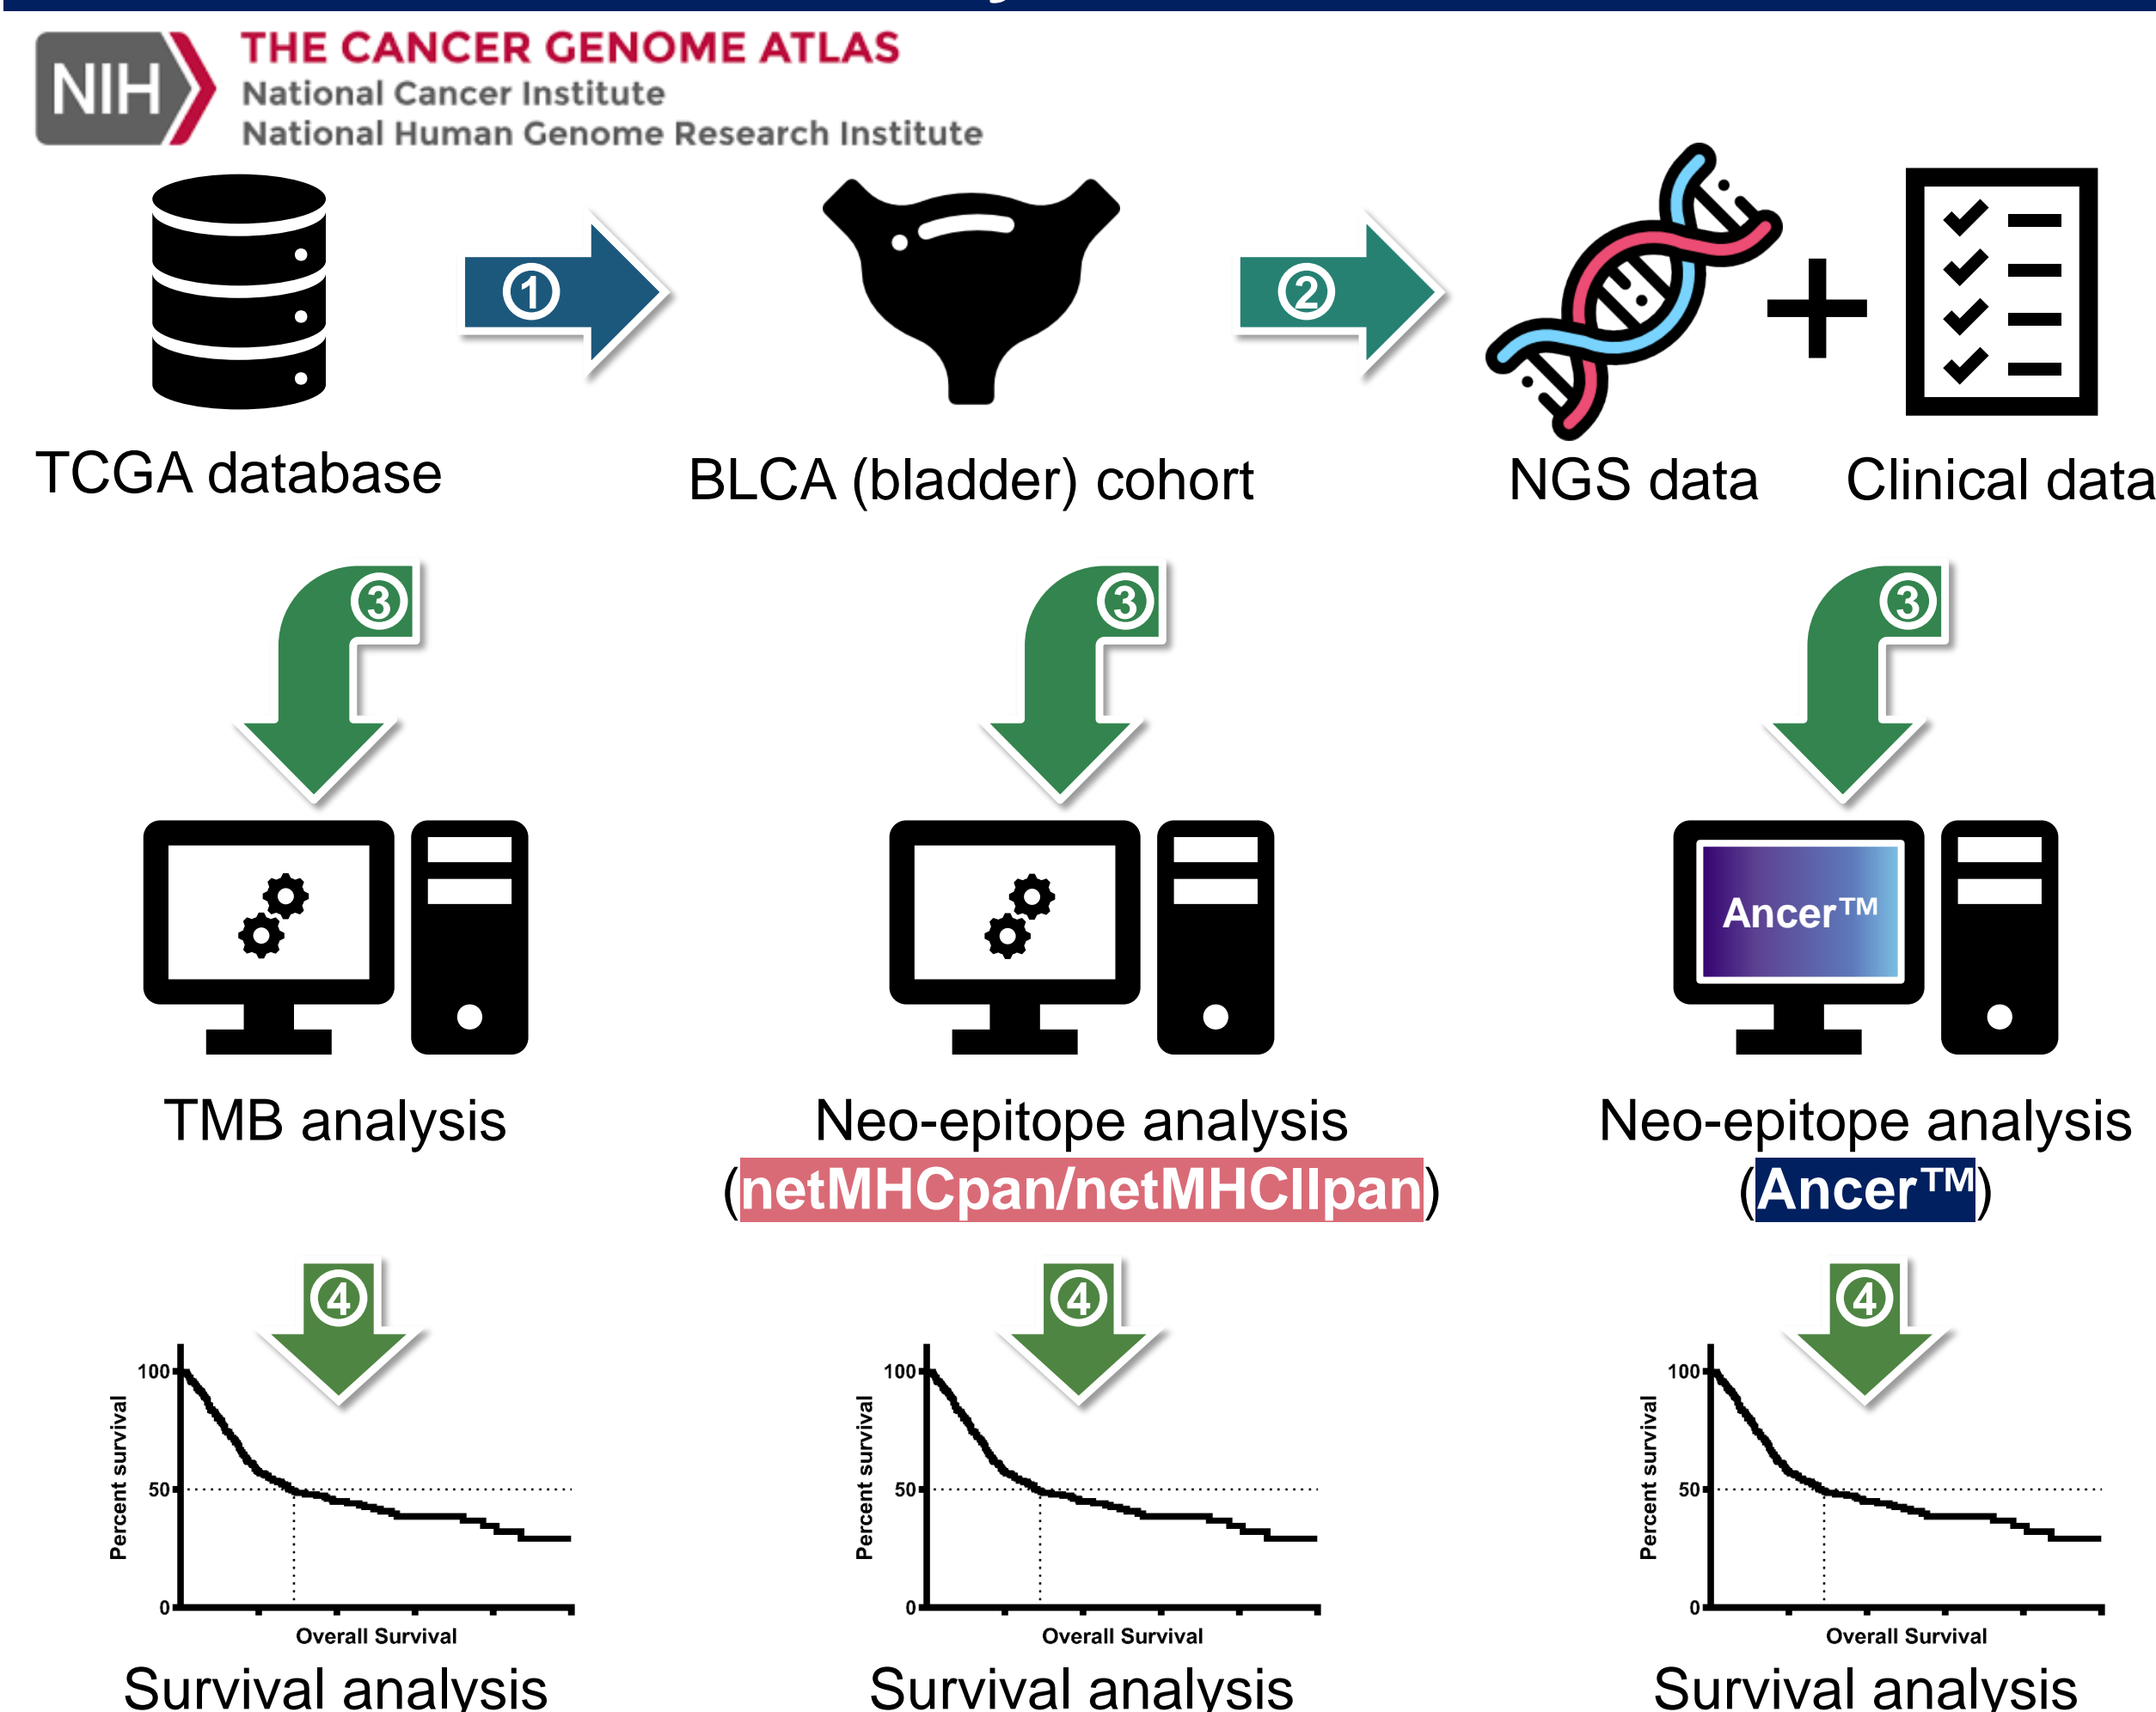 NIH
THE CANCER GENOME ATLAS
National Cancer Institute
National Human Genome Research Institute
①
②
TCGA database
BLCA (bladder) cohort
NGS data
Clinical data
③
③
③
Ancer™
TMB analysis
Neo-epitope analysis
(netMHCpan/netMHCIIpan)
Neo-epitope analysis
(Ancer™)
④
④
④
100
50
0
Percent survival
Overall Survival
Survival analysis
100
50
0
Percent survival
Overall Survival
Survival analysis
100
50
0
Percent survival
Overall Survival
Survival analysis